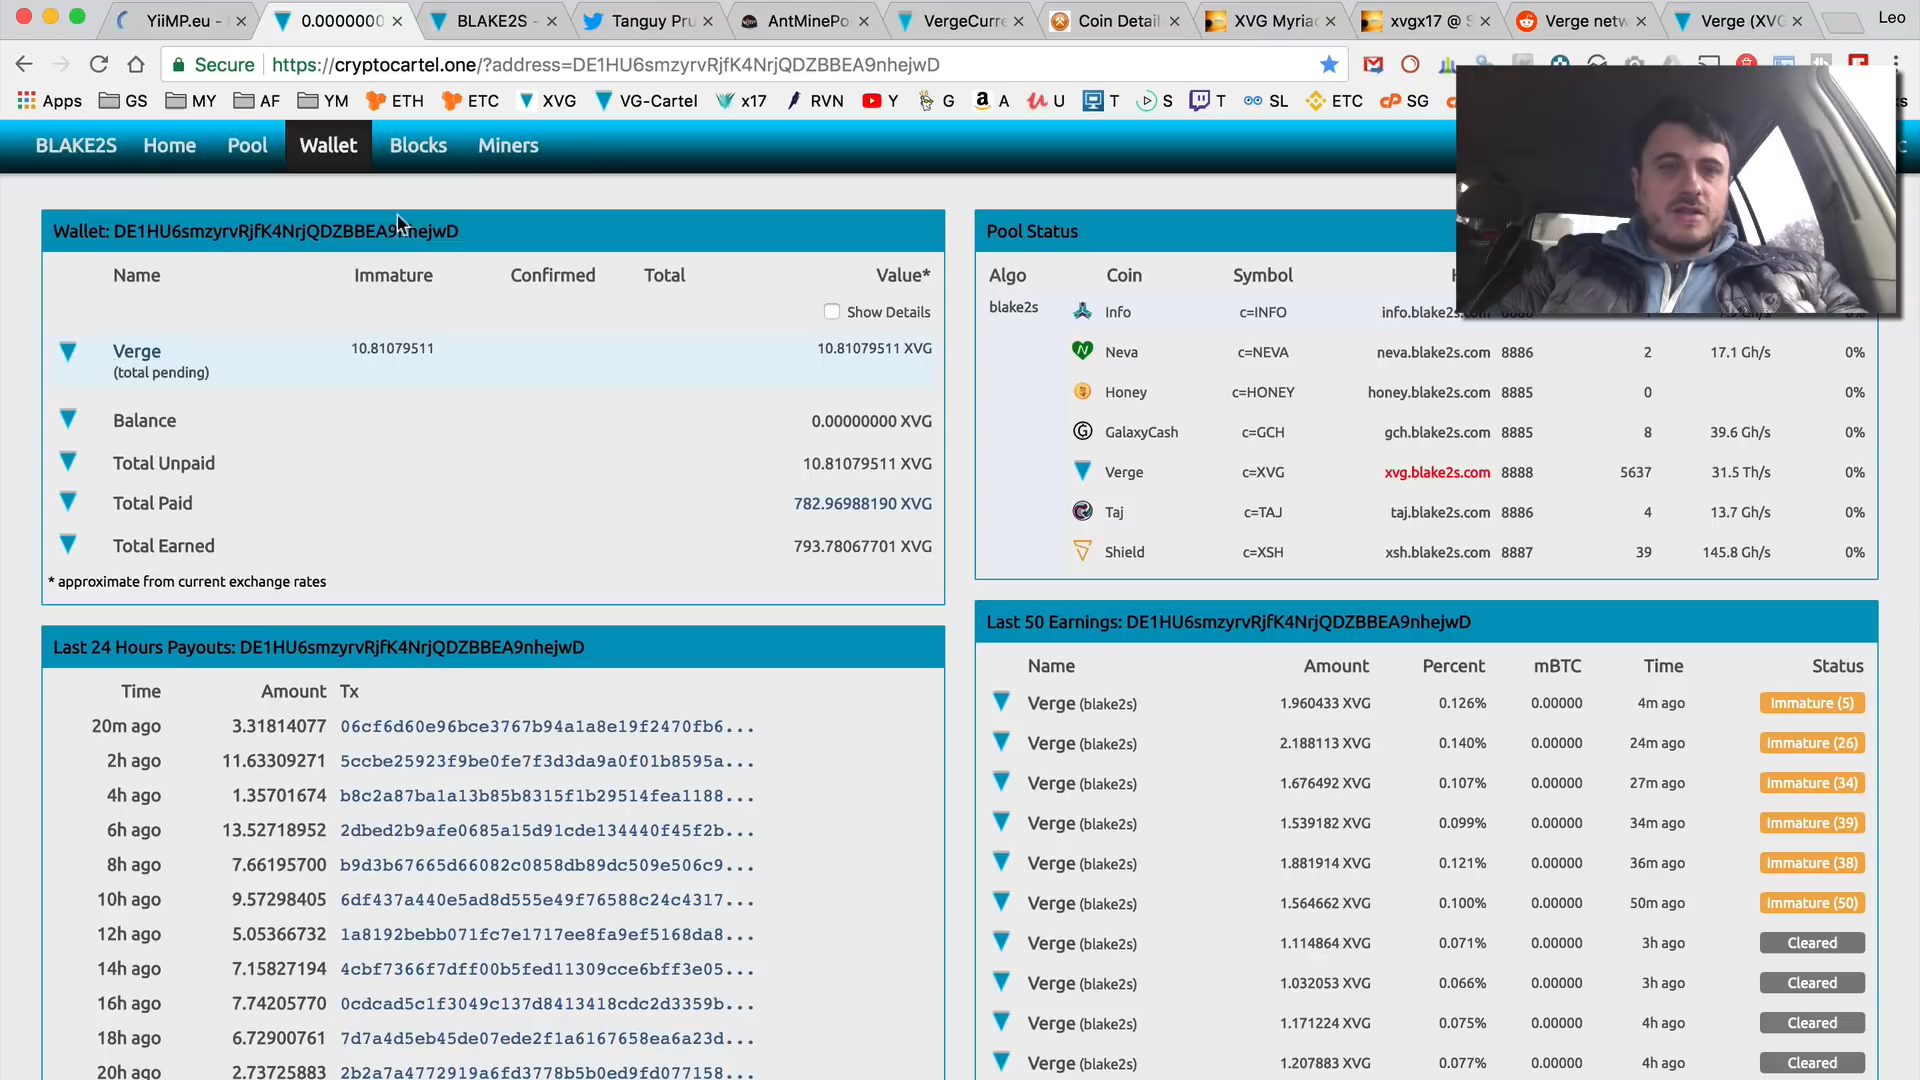 YiiMP.eu -
0.0000000
BLAKE2S -
Tanguy Pru
AntMinePo
VergeCurre
Coin Detail
XVG Myria
xvgx17 @ S
Verge netw
Verge (XVG
Leo
Secure
https://cryptocartel.one/?address=DE1HU6smzyrvRjfK4NrjQDZBBEA9nhejwD
Apps GS MY AF YM ETH ETC XVG VG-Cartel x17 RVN Y G A U T S T SL ETC SG
BLAKE2S Home Pool Wallet Blocks Miners
Wallet: DE1HU6smzyrvRjfK4NrjQDZBBEA9nhejwD
Name Immature Confirmed Total Value*
Show Details
Verge 10.81079511 10.81079511 XVG
(total pending)
Balance 0.00000000 XVG
Total Unpaid 10.81079511 XVG
Total Paid 782.96988190 XVG
Total Earned 793.78067701 XVG
* approximate from current exchange rates
Last 24 Hours Payouts: DE1HU6smzyrvRjfK4NrjQDZBBEA9nhejwD
Time Amount Tx
20m ago 3.31814077 06cf6d60e96bce3767b94a1a8e19f2470fb6...
2h ago 11.63309271 5ccbe25923f9be0fe7f3d3da9a0f01b8595a...
4h ago 1.35701674 b8c2a87ba1a13b85b8315f1b29514fea1188...
6h ago 13.52718952 2dbed2b9afe0685a15d91cde134440f45f2b...
8h ago 7.66195700 b9d3b67665d66082c0858db89dc509e506c9...
10h ago 9.57298405 6df437a440e5ad8d555e49f76588c24c4317...
12h ago 5.05366732 1a8192bebb071fc7e1717ee8fa9ef5168da8...
14h ago 7.15827194 4cbf7366f7dff00b5fed11309cce6bff3e05...
16h ago 7.74205770 0cdcad5c1f3049c137d8413418cdc2d3359b...
18h ago 6.72900761 7d7a4d5eb45de07ede2f1a6167658ea6a23d...
20h ago 2.73725883 2b2a7a4772919a6fd3778b5b0ed9fd077158...
Pool Status
Algo Coin Symbol
blake2s Info c=INFO info.blake2s.com
Neva c=NEVA neva.blake2s.com 8886 2 17.1 Gh/s 0%
Honey c=HONEY honey.blake2s.com 8885 0
GalaxyCash c=GCH gch.blake2s.com 8885 8 39.6 Gh/s 0%
Verge c=XVG xvg.blake2s.com 8888 5637 31.5 Th/s 0%
Taj c=TAJ taj.blake2s.com 8886 4 13.7 Gh/s 0%
Shield c=XSH xsh.blake2s.com 8887 39 145.8 Gh/s 0%
Last 50 Earnings: DE1HU6smzyrvRjfK4NrjQDZBBEA9nhejwD
Name Amount Percent mBTC Time Status
Verge (blake2s) 1.960433 XVG 0.126% 0.00000 4m ago Immature (5)
Verge (blake2s) 2.188113 XVG 0.140% 0.00000 24m ago Immature (26)
Verge (blake2s) 1.676492 XVG 0.107% 0.00000 27m ago Immature (34)
Verge (blake2s) 1.539182 XVG 0.099% 0.00000 34m ago Immature (39)
Verge (blake2s) 1.881914 XVG 0.121% 0.00000 36m ago Immature (38)
Verge (blake2s) 1.564662 XVG 0.100% 0.00000 50m ago Immature (50)
Verge (blake2s) 1.114864 XVG 0.071% 0.00000 3h ago Cleared
Verge (blake2s) 1.032053 XVG 0.066% 0.00000 3h ago Cleared
Verge (blake2s) 1.171224 XVG 0.075% 0.00000 4h ago Cleared
Verge (blake2s) 1.207883 XVG 0.077% 0.00000 4h ago Cleared